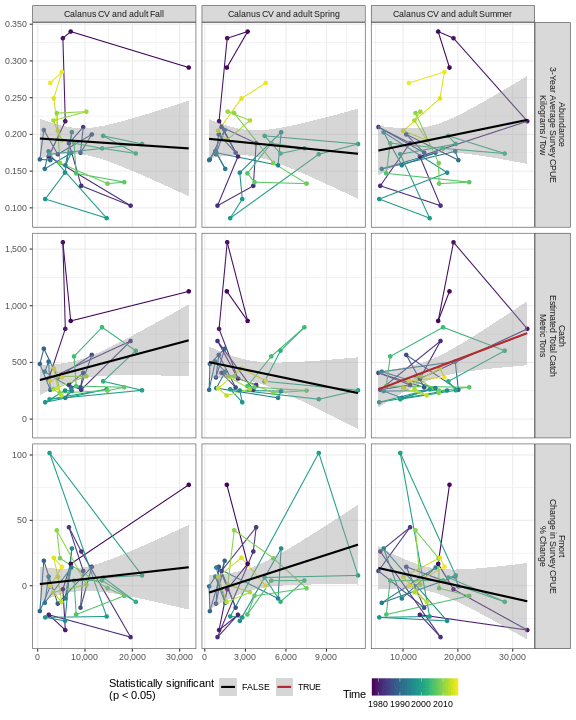 Calanus CV and adult Fall
Calanus CV and adult Spring
Calanus CV and adult Summer
0.350
0.300
0.250
0.200
0.150
0.100
Abundance
3-Year Average Survey CPUE
Kilograms / Tow
1,500
1,000
500
0
Catch
Estimated Total Catch
Metric Tons
100
50
0
Fmort
Change in Survey CPUE
% Change
0 10,000 20,000 30,000
0 3,000 6,000 9,000
10,000 20,000 30,000
Statistically significant
(p < 0.05)
FALSE
TRUE
Time
1980 1990 2000 2010